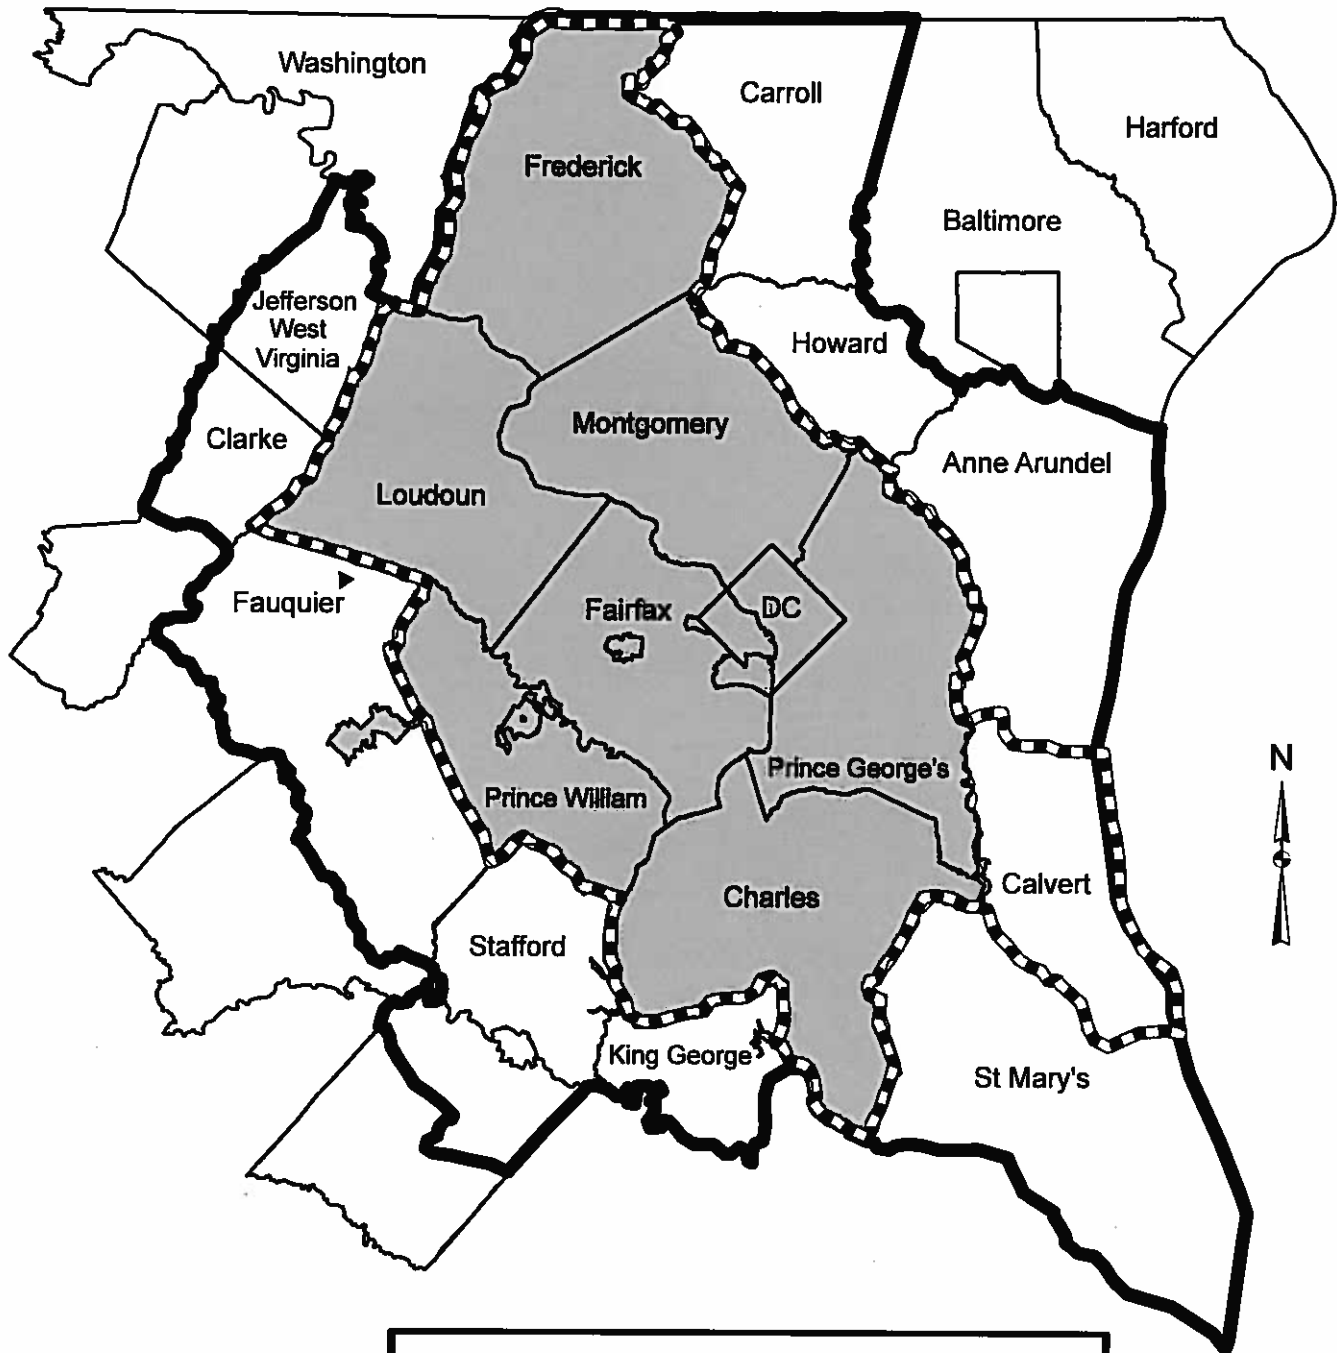 Washington
Carroll
Harford
Frederick
Baltimore
Jefferson
West
Virginia
Howard
Montgomery
Clarke
Anne Arundel
Loudoun
Fauquier
Fairfax
DC
Prince George's
N
Prince William
Calvert
Charles
Stafford
King George
St Mary's